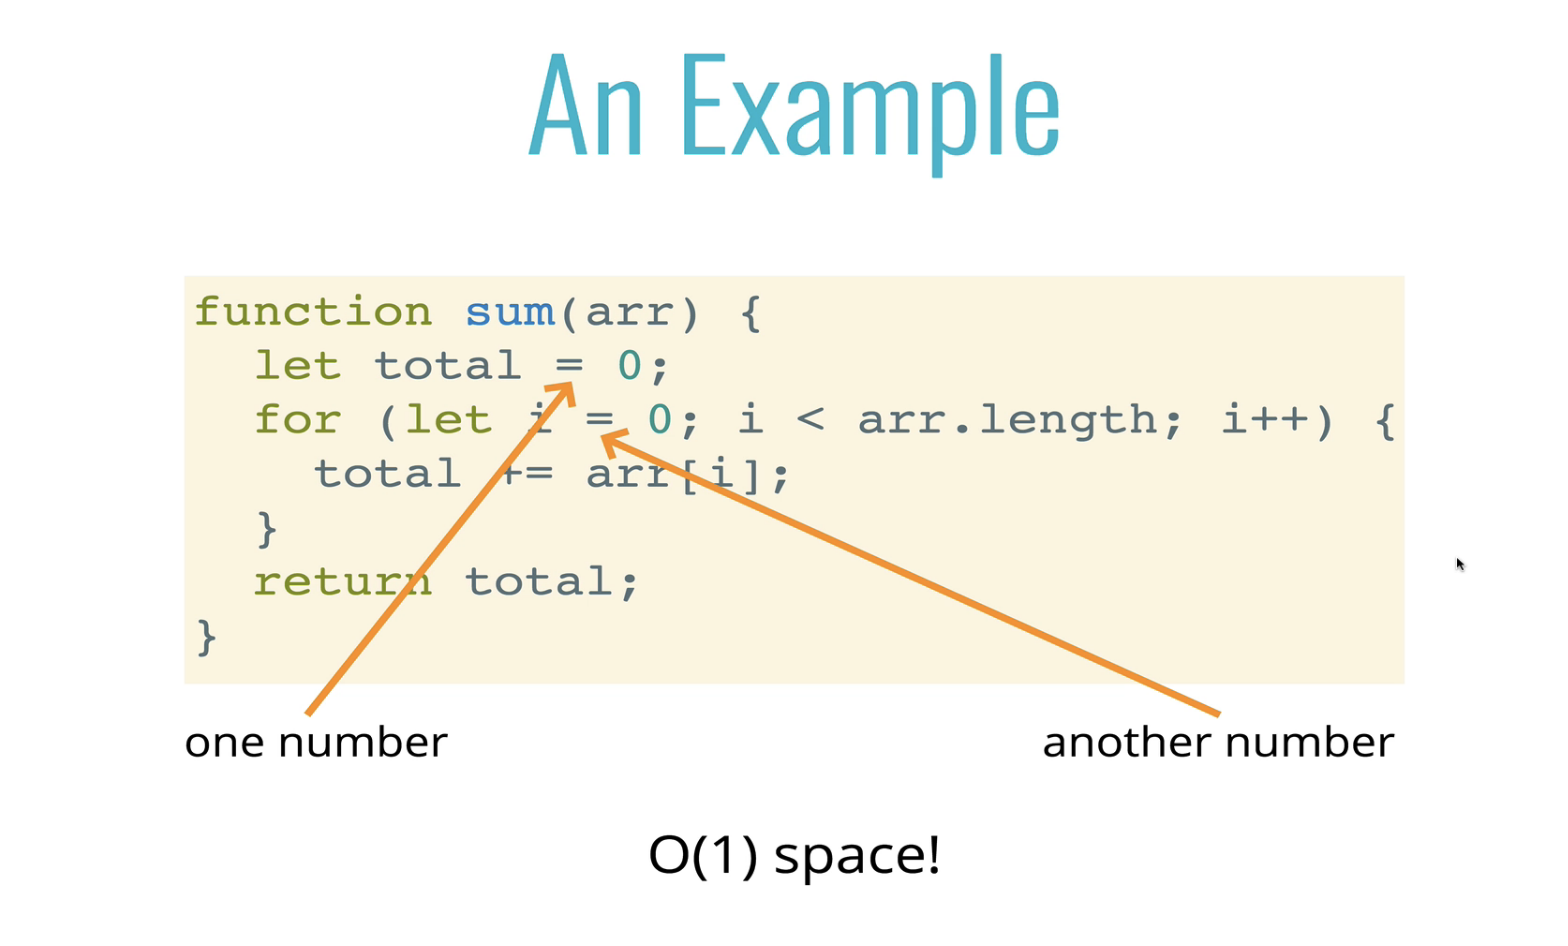 An Example
function sum(arr) {
  let total = 0;
  for (let i = 0; i < arr.length; i++) {
    total += arr[i];
  }
  return total;
}
one number
another number
O(1) space!